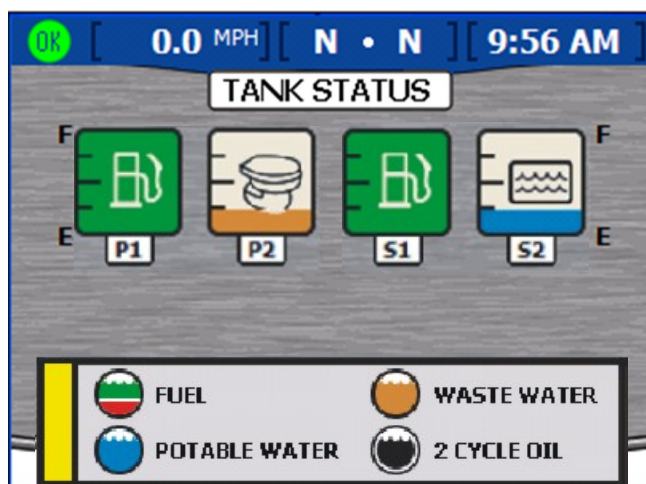 OK [ 0.0 MPH ] [ N • N ] [ 9:56 AM ]
TANK STATUS
F F
E E
P1 P2 S1 S2
FUEL WASTE WATER
POTABLE WATER 2 CYCLE OIL